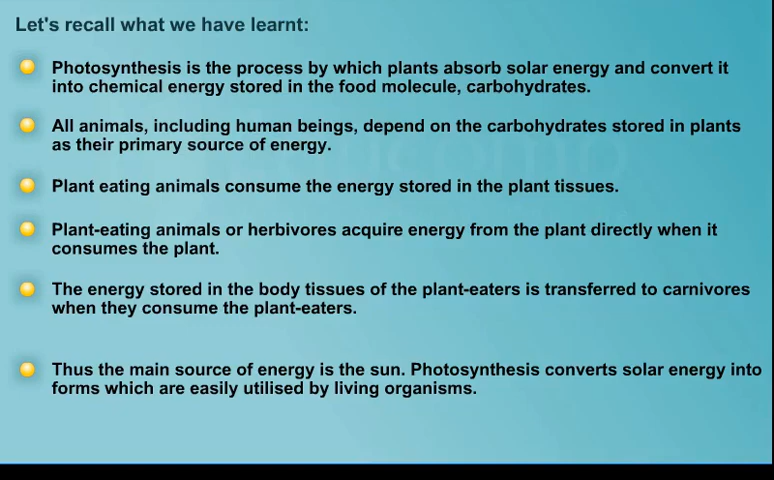 Let's recall what we have learnt:
Photosynthesis is the process by which plants absorb solar energy and convert it
into chemical energy stored in the food molecule, carbohydrates.
All animals, including human beings, depend on the carbohydrates stored in plants
as their primary source of energy.
Plant eating animals consume the energy stored in the plant tissues.
Plant-eating animals or herbivores acquire energy from the plant directly when it
consumes the plant.
The energy stored in the body tissues of the plant-eaters is transferred to carnivores
when they consume the plant-eaters.
Thus the main source of energy is the sun. Photosynthesis converts solar energy into
forms which are easily utilised by living organisms.